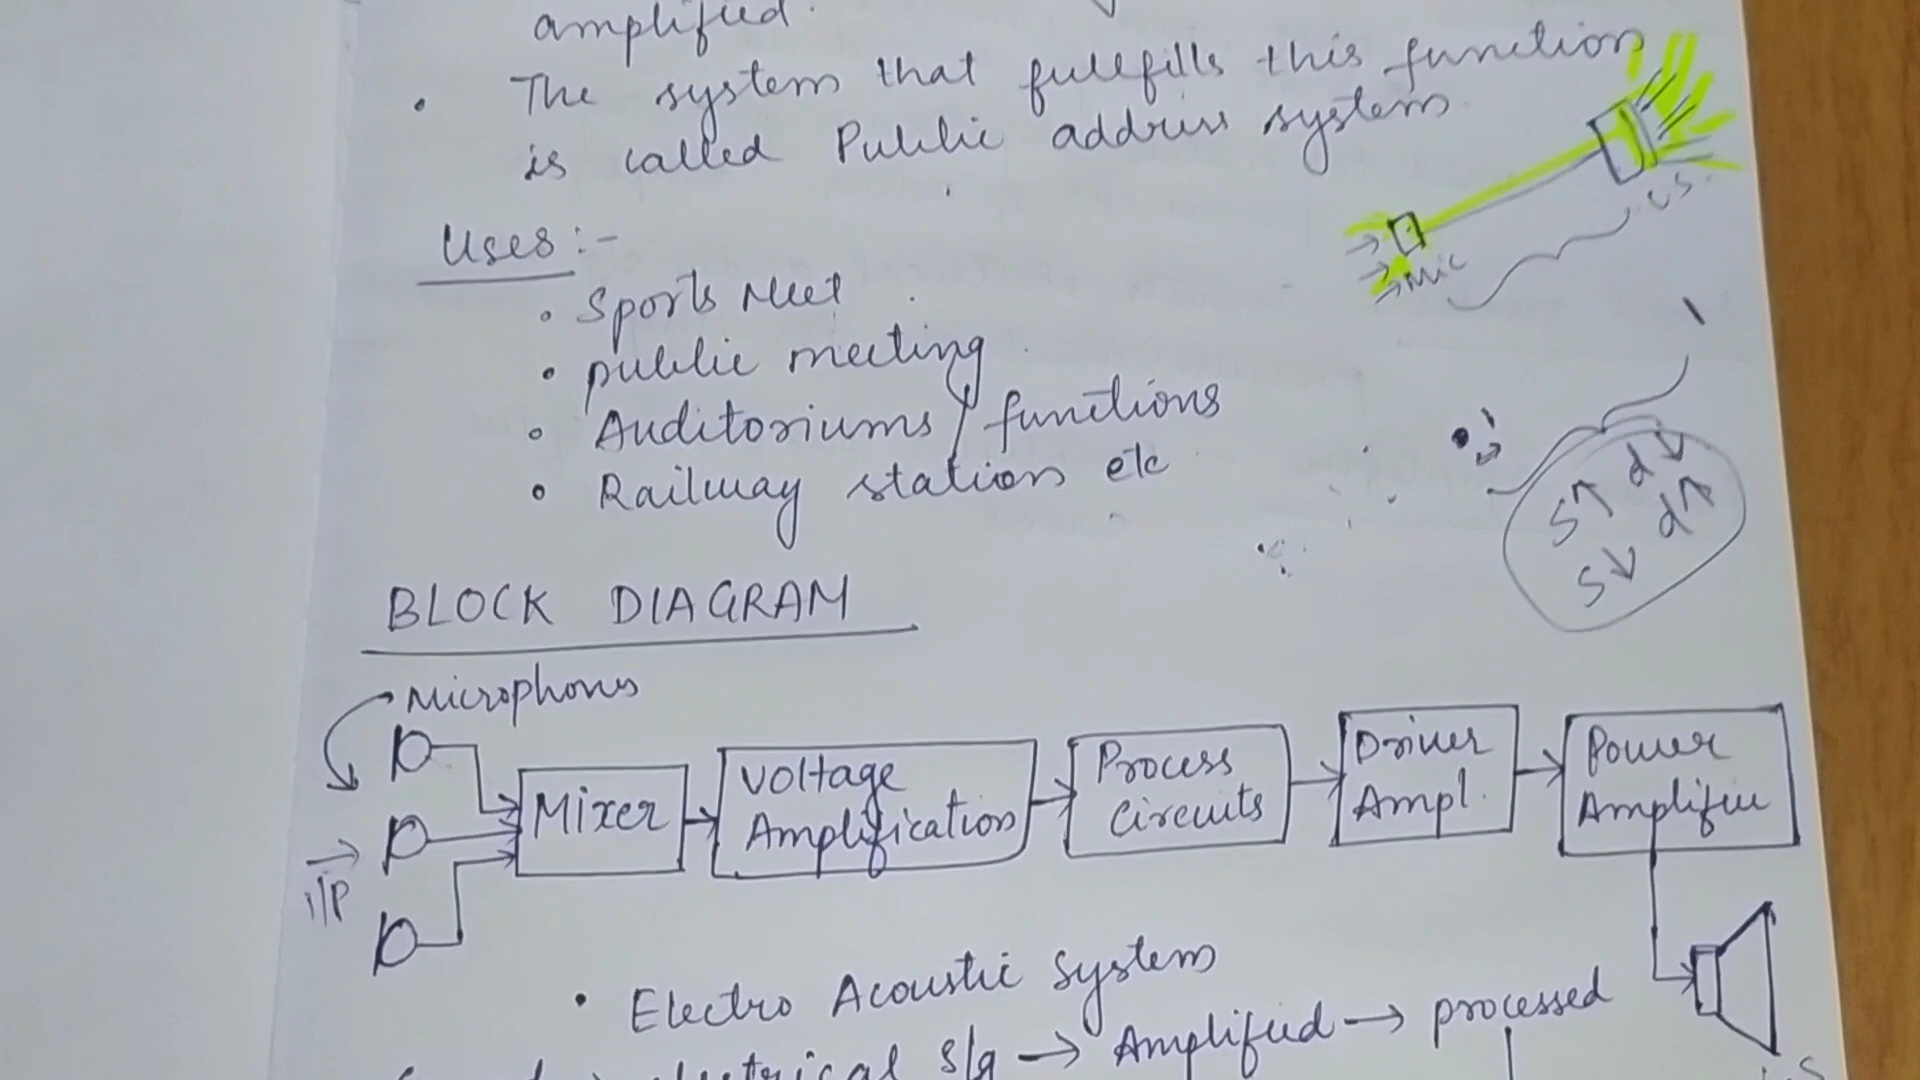 amplified.
• The system that fullfills this function
is called Public address system
Mic
L.S.
Uses :-
• Sports Meet
• public meeting
• Auditoriums / functions
• Railway station etc
S↑ d↓
S↓ d↑
BLOCK DIAGRAM
Microphones
i/P
Mixer
Voltage
Amplification
Process
Circuits
Driver
Ampl.
Power
Amplifier
• Electro Acoustic System
electrical S/g → Amplified → processed